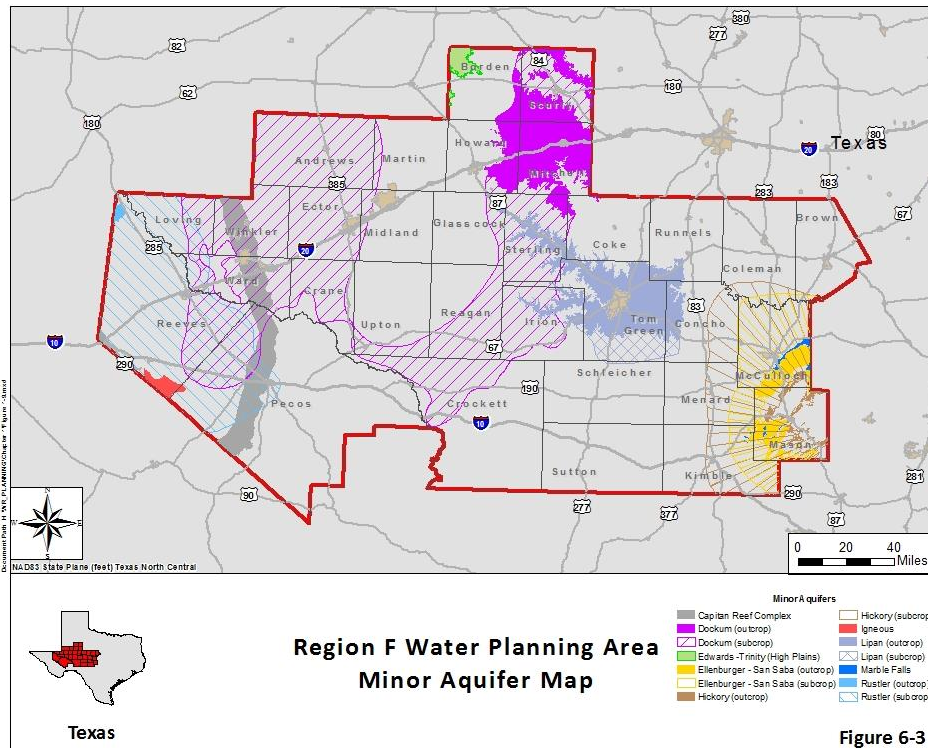 380
277
82
84
Borden
62
180
Scurry
180
80
20
Texas
Howard
Andrews
Martin
Mitchell
385
283
183
Ector
87
Brown
67
Loving
Winkler
Midland
Glasscock
Runnels
Coke
285
20
Sterling
Coleman
Ward
Crane
83
Reeves
Upton
Reagan
Irion
Tom
Green
Concho
10
67
290
Schleicher
McCulloch
190
Pecos
Crockett
Menard
10
Mason
Sutton
Kimble
281
90
290
277
377
87
N
W
E
S
0 20 40
Miles
NAD83 State Plane (feet) Texas North Central
Minor Aquifers
Capitan Reef Complex
Dockum (outcrop)
Dockum (subcrop)
Edwards -Trinity (High Plains)
Ellenburger - San Saba (outcrop)
Ellenburger - San Saba (subcrop)
Hickory (outcrop)
Hickory (subcrop
Igneous
Lipan (outcrop)
Lipan (subcrop)
Marble Falls
Rustler (outcrop
Rustler (subcrop
Region F Water Planning Area
Minor Aquifer Map
Texas
Figure 6-3